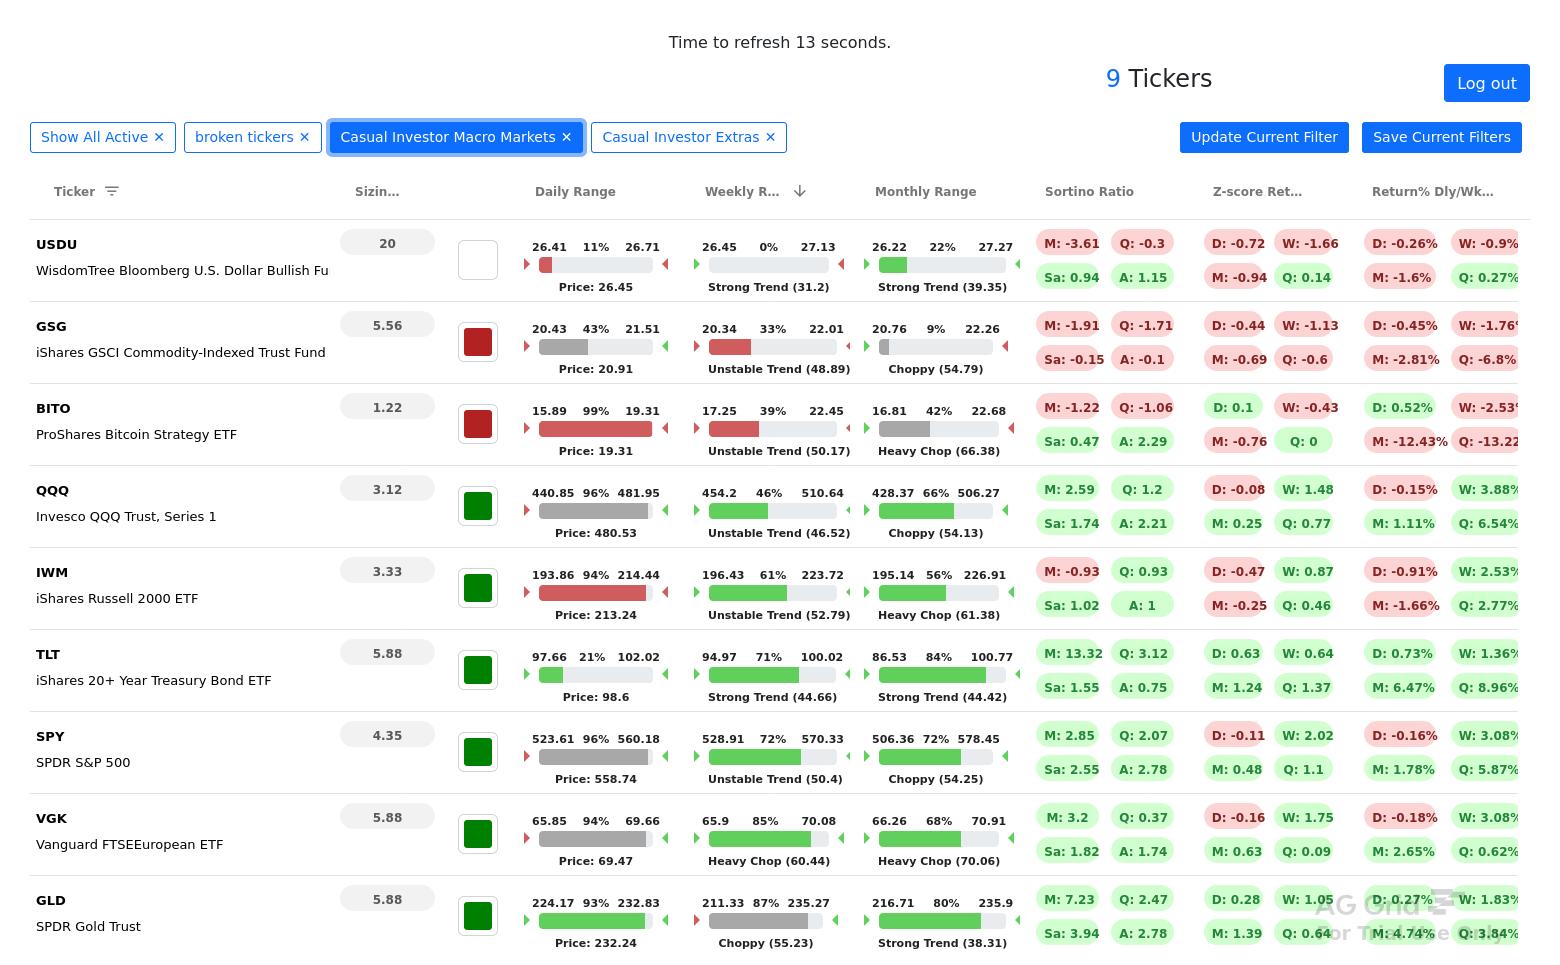 Time to refresh 13 seconds.
9 Tickers
Log out
Show All Active ✕ broken tickers ✕ Casual Investor Macro Markets ✕ Casual Investor Extras ✕ Update Current Filter Save Current Filters
Ticker Sizin... Daily Range Weekly R... Monthly Range Sortino Ratio Z-score Ret... Return% Dly/Wk...
USDU 20 26.41 11% 26.71 26.45 0% 27.13 26.22 22% 27.27 M: -3.61 Q: -0.3 D: -0.72 W: -1.66 D: -0.26% W: -0.9%
WisdomTree Bloomberg U.S. Dollar Bullish Fu Sa: 0.94 A: 1.15 M: -0.94 Q: 0.14 M: -1.6% Q: 0.27%
Price: 26.45 Strong Trend (31.2) Strong Trend (39.35)
GSG 5.56 20.43 43% 21.51 20.34 33% 22.01 20.76 9% 22.26 M: -1.91 Q: -1.71 D: -0.44 W: -1.13 D: -0.45% W: -1.76%
iShares GSCI Commodity-Indexed Trust Fund Sa: -0.15 A: -0.1 M: -0.69 Q: -0.6 M: -2.81% Q: -6.8%
Price: 20.91 Unstable Trend (48.89) Choppy (54.79)
BITO 1.22 15.89 99% 19.31 17.25 39% 22.45 16.81 42% 22.68 M: -1.22 Q: -1.06 D: 0.1 W: -0.43 D: 0.52% W: -2.53%
ProShares Bitcoin Strategy ETF Sa: 0.47 A: 2.29 M: -0.76 Q: 0 M: -12.43% Q: -13.22
Price: 19.31 Unstable Trend (50.17) Heavy Chop (66.38)
QQQ 3.12 440.85 96% 481.95 454.2 46% 510.64 428.37 66% 506.27 M: 2.59 Q: 1.2 D: -0.08 W: 1.48 D: -0.15% W: 3.88%
Invesco QQQ Trust, Series 1 Sa: 1.74 A: 2.21 M: 0.25 Q: 0.77 M: 1.11% Q: 6.54%
Price: 480.53 Unstable Trend (46.52) Choppy (54.13)
IWM 3.33 193.86 94% 214.44 196.43 61% 223.72 195.14 56% 226.91 M: -0.93 Q: 0.93 D: -0.47 W: 0.87 D: -0.91% W: 2.53%
iShares Russell 2000 ETF Sa: 1.02 A: 1 M: -0.25 Q: 0.46 M: -1.66% Q: 2.77%
Price: 213.24 Unstable Trend (52.79) Heavy Chop (61.38)
TLT 5.88 97.66 21% 102.02 94.97 71% 100.02 86.53 84% 100.77 M: 13.32 Q: 3.12 D: 0.63 W: 0.64 D: 0.73% W: 1.36%
iShares 20+ Year Treasury Bond ETF Sa: 1.55 A: 0.75 M: 1.24 Q: 1.37 M: 6.47% Q: 8.96%
Price: 98.6 Strong Trend (44.66) Strong Trend (44.42)
SPY 4.35 523.61 96% 560.18 528.91 72% 570.33 506.36 72% 578.45 M: 2.85 Q: 2.07 D: -0.11 W: 2.02 D: -0.16% W: 3.08%
SPDR S&P 500 Sa: 2.55 A: 2.78 M: 0.48 Q: 1.1 M: 1.78% Q: 5.87%
Price: 558.74 Unstable Trend (50.4) Choppy (54.25)
VGK 5.88 65.85 94% 69.66 65.9 85% 70.08 66.26 68% 70.91 M: 3.2 Q: 0.37 D: -0.16 W: 1.75 D: -0.18% W: 3.08%
Vanguard FTSEEuropean ETF Sa: 1.82 A: 1.74 M: 0.63 Q: 0.09 M: 2.65% Q: 0.62%
Price: 69.47 Heavy Chop (60.44) Heavy Chop (70.06)
GLD 5.88 224.17 93% 232.83 211.33 87% 235.27 216.71 80% 235.9 M: 7.23 Q: 2.47 D: 0.28 W: 1.05 D: 0.27% W: 1.83%
SPDR Gold Trust Sa: 3.94 A: 2.78 M: 1.39 Q: 0.64 M: 4.74% Q: 3.84%
Price: 232.24 Choppy (55.23) Strong Trend (38.31)
AG Grid
For Trial Use Only